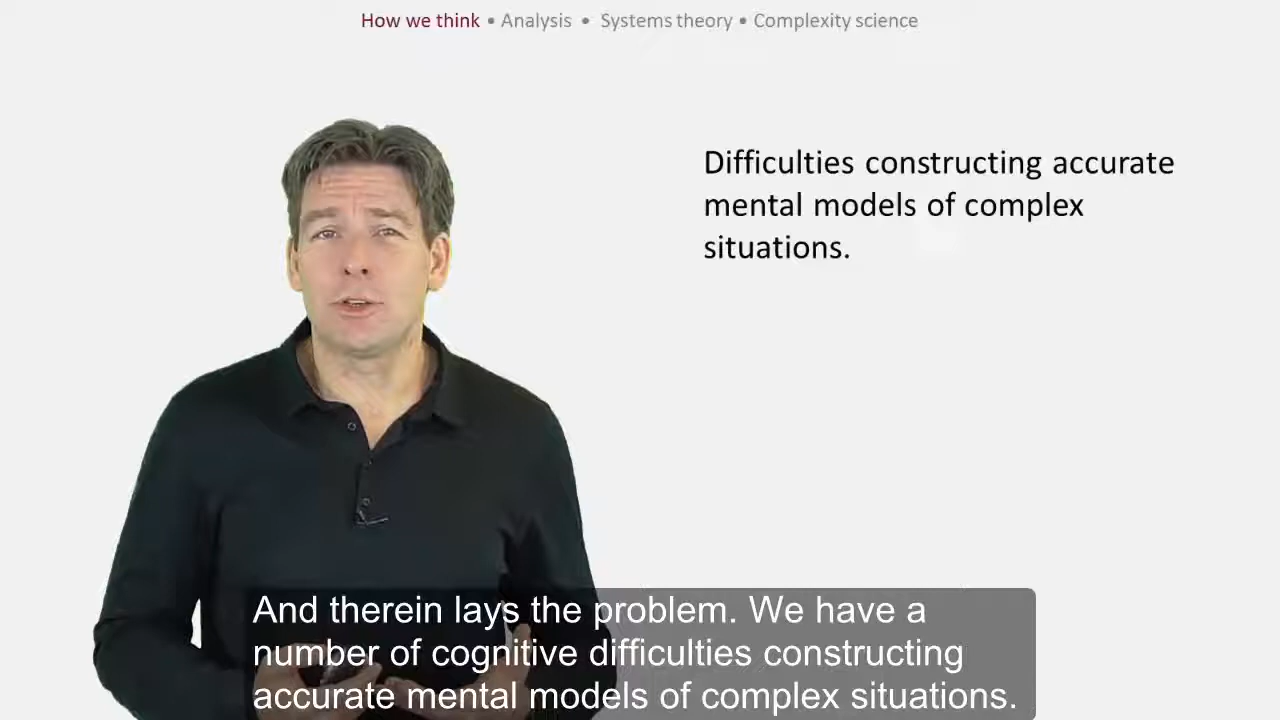 How we think • Analysis • Systems theory • Complexity science
Difficulties constructing accurate
mental models of complex
situations.
And therein lays the problem. We have a
number of cognitive difficulties constructing
accurate mental models of complex situations.